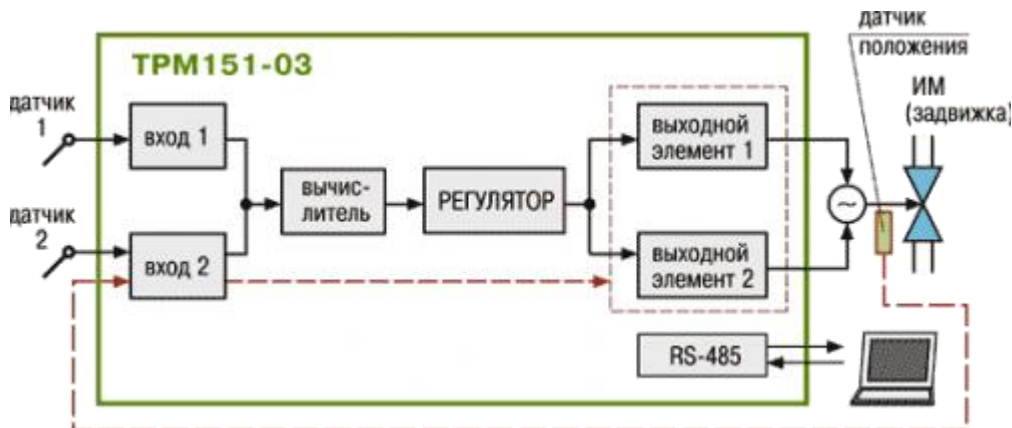 датчик
положения
ИМ
(задвижка)
ТРМ151-03
датчик
1
вход 1
вычис-
литель
РЕГУЛЯТОР
выходной
элемент 1
~
датчик
2
вход 2
выходной
элемент 2
RS-485